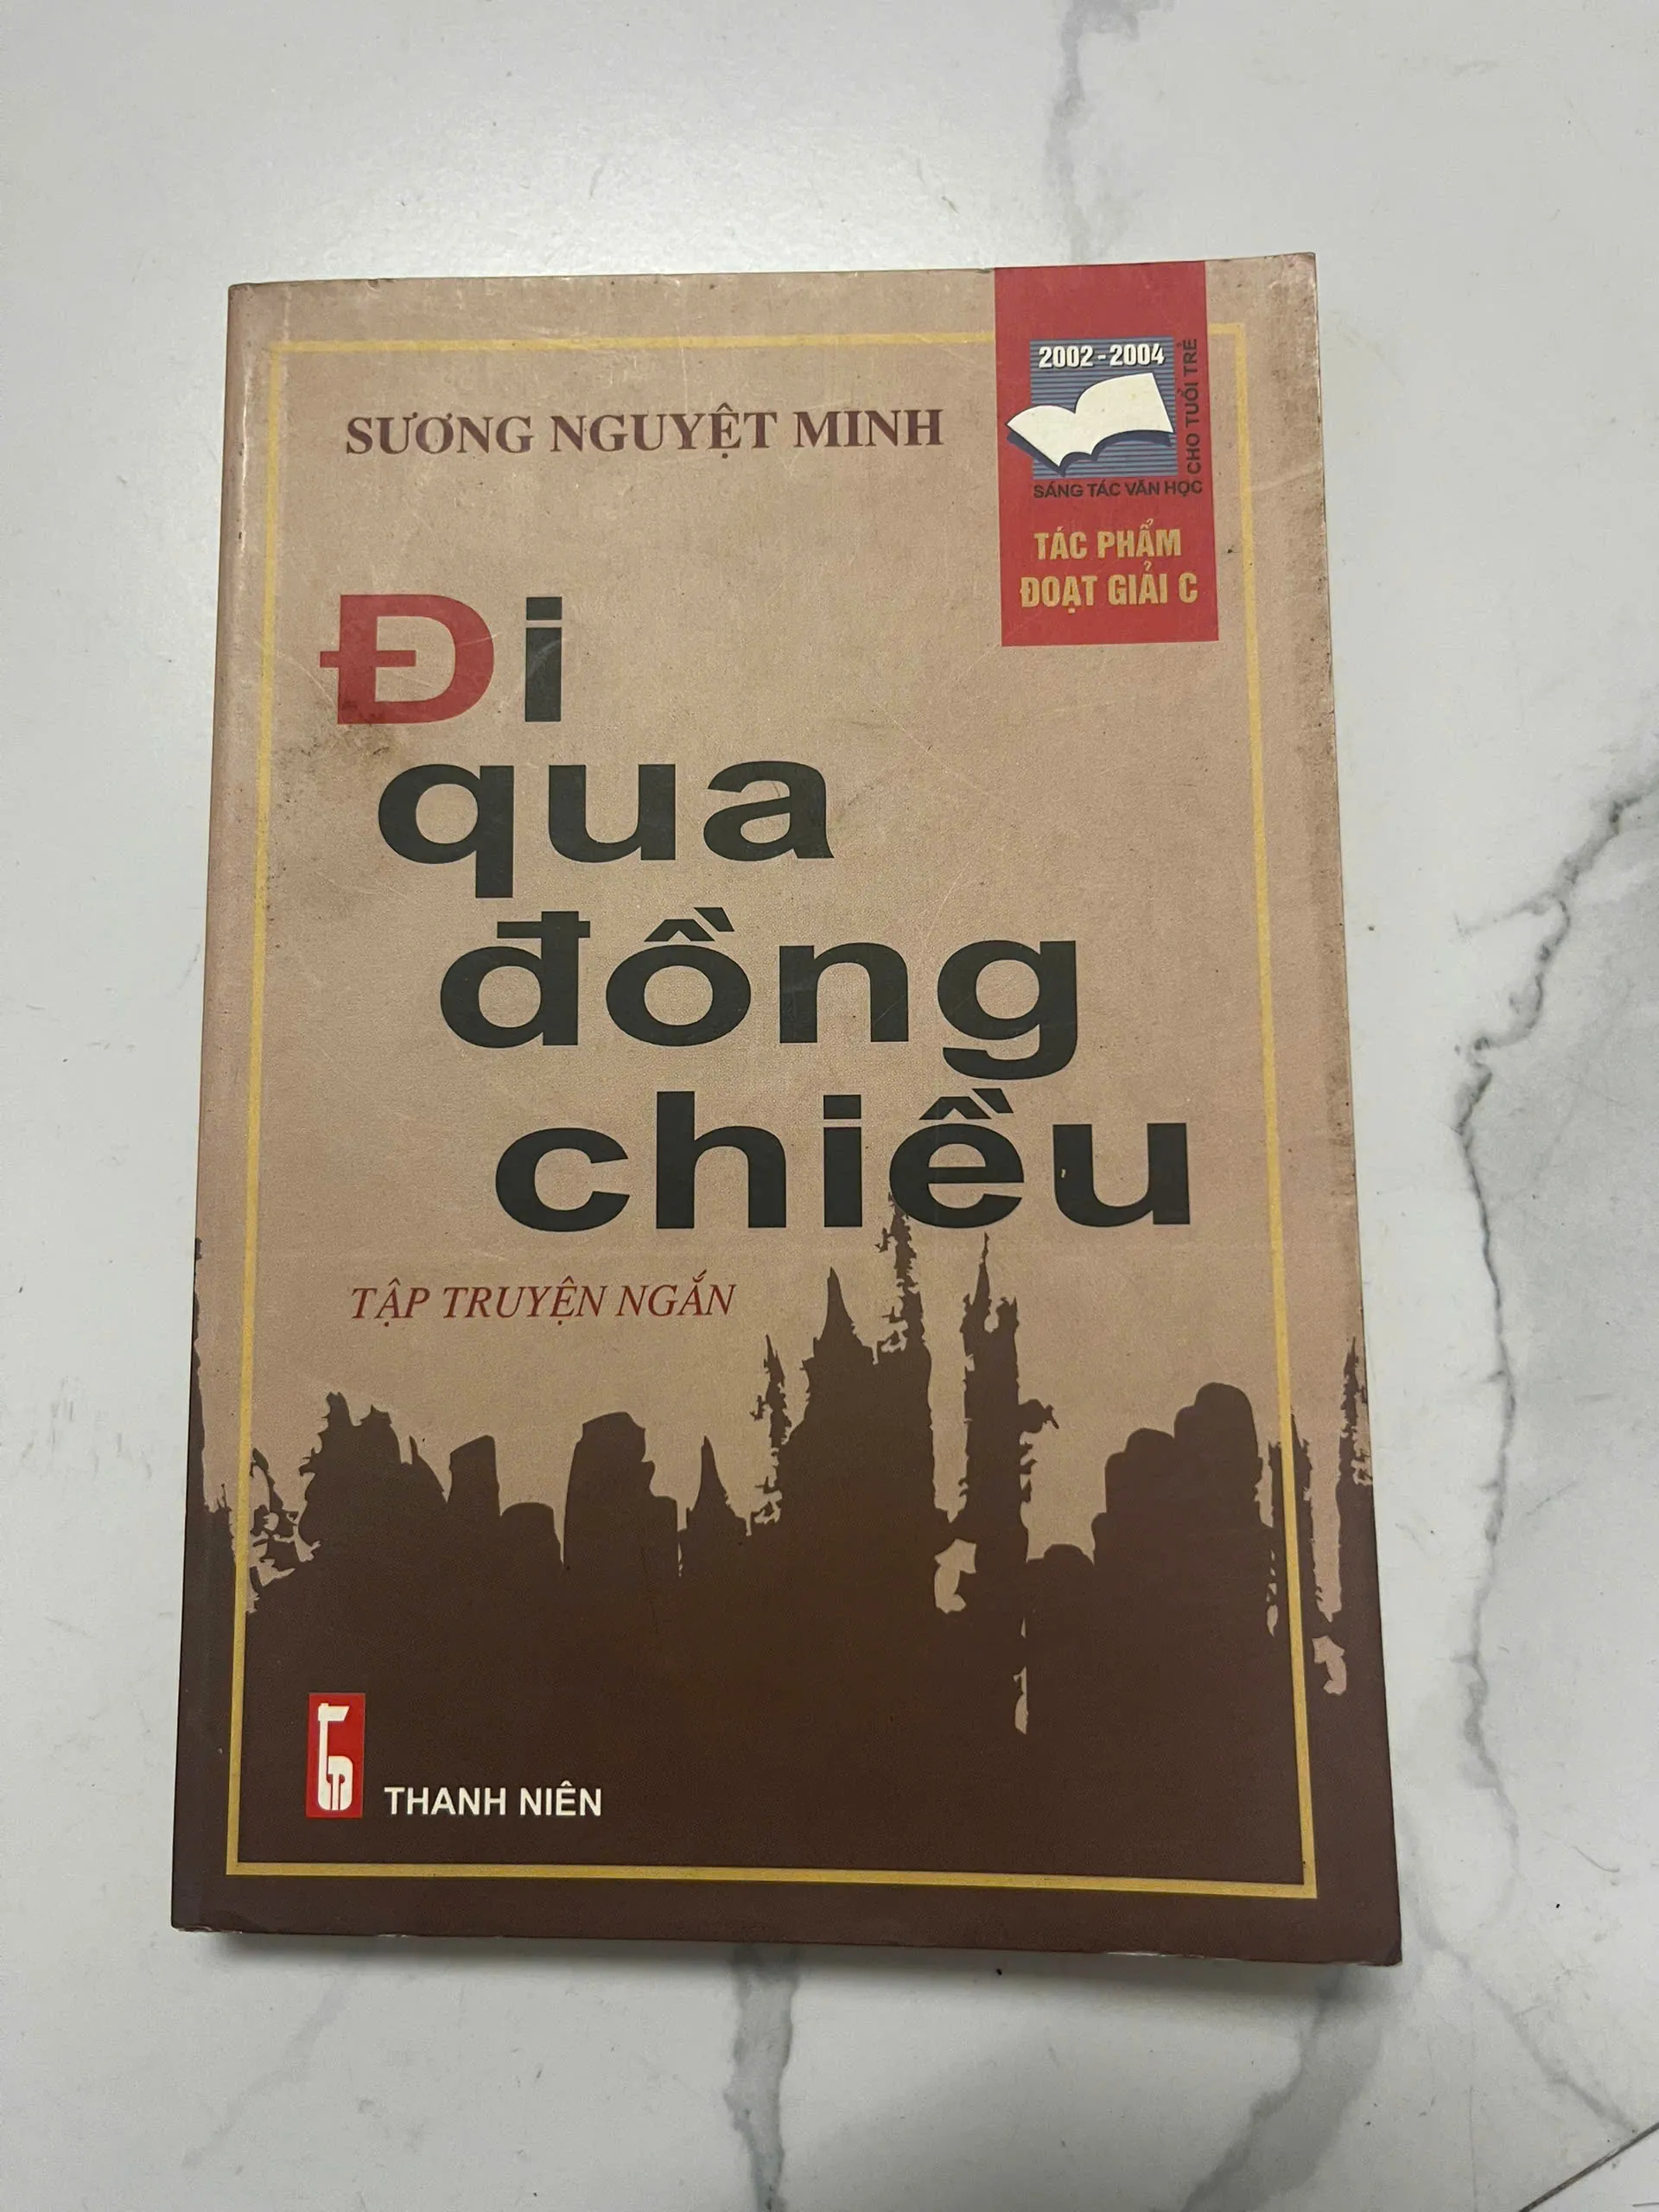 SƯƠNG NGUYỆT MINH
2002 - 2004
CHO TUỔI TRẺ
SÁNG TÁC VĂN HỌC
TÁC PHẨM
ĐOẠT GIẢI C
Đi
qua
đồng
chiều
TẬP TRUYỆN NGẮN
THANH NIÊN